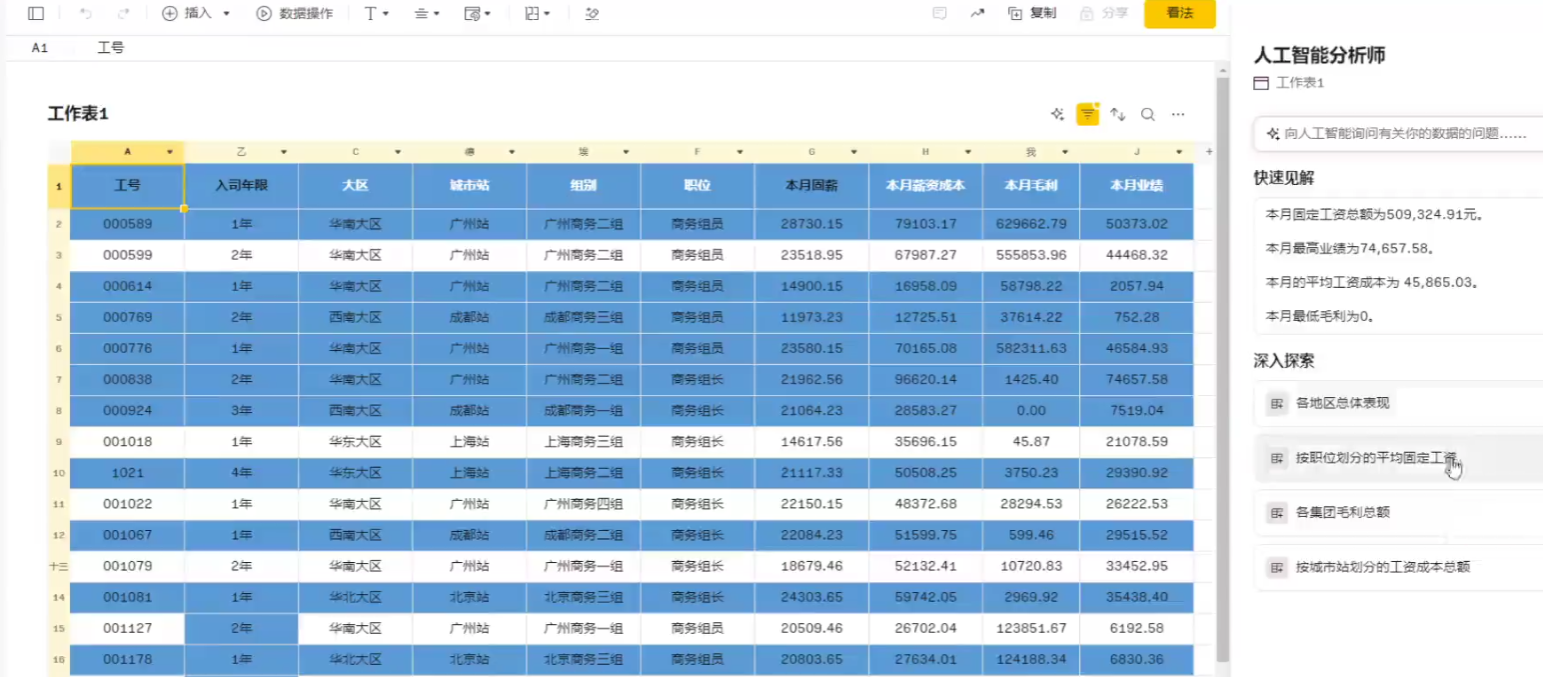 插入 数据操作 T 复制 分享 看法
A1 工号
工作表1
A 乙 C 德 埃 F G H 我 J
1 工号 入司年限 大区 城市站 组别 职位 本月固薪 本月薪资成本 本月毛利 本月业绩
2 000589 1年 华南大区 广州站 广州商务二组 商务组员 28730.15 79103.17 629662.79 50373.02
3 000599 2年 华南大区 广州站 广州商务二组 商务组员 23518.95 67987.27 555853.96 44468.32
4 000614 1年 华南大区 广州站 广州商务二组 商务组员 14900.15 16958.09 58798.22 2057.94
5 000769 2年 西南大区 成都站 成都商务三组 商务组员 11973.23 12725.51 37614.22 752.28
6 000776 1年 华南大区 广州站 广州商务一组 商务组员 23580.15 70165.08 582311.63 46584.93
7 000838 2年 华南大区 广州站 广州商务二组 商务组长 21962.56 96620.14 1425.40 74657.58
8 000924 3年 西南大区 成都站 成都商务一组 商务组长 21064.23 28583.27 0.00 7519.04
9 001018 1年 华东大区 上海站 上海商务三组 商务组长 14617.56 35696.15 45.87 21078.59
10 1021 4年 华东大区 上海站 上海商务二组 商务组长 21117.33 50508.25 3750.23 29390.92
11 001022 1年 华南大区 广州站 广州商务四组 商务组长 22150.15 48372.68 28294.53 26222.53
12 001067 1年 西南大区 成都站 成都商务二组 商务组长 22084.23 51599.75 599.46 29515.52
十三 001079 2年 华南大区 广州站 广州商务一组 商务组长 18679.46 52132.41 10720.83 33452.95
14 001081 1年 华北大区 北京站 北京商务三组 商务组长 24303.65 59742.05 2969.92 35438.40
15 001127 2年 华南大区 广州站 广州商务一组 商务组员 20509.46 26702.04 123851.67 6192.58
16 001178 1年 华北大区 北京站 北京商务三组 商务组员 20803.65 27634.01 124188.34 6830.36
人工智能分析师
工作表1
向人工智能询问有关你的数据的问题……
快速见解
本月固定工资总额为509,324.91元。
本月最高业绩为74,657.58。
本月的平均工资成本为 45,865.03。
本月最低毛利为0。
深入探索
各地区总体表现
按职位划分的平均固定工资
各集团毛利总额
按城市站划分的工资成本总额